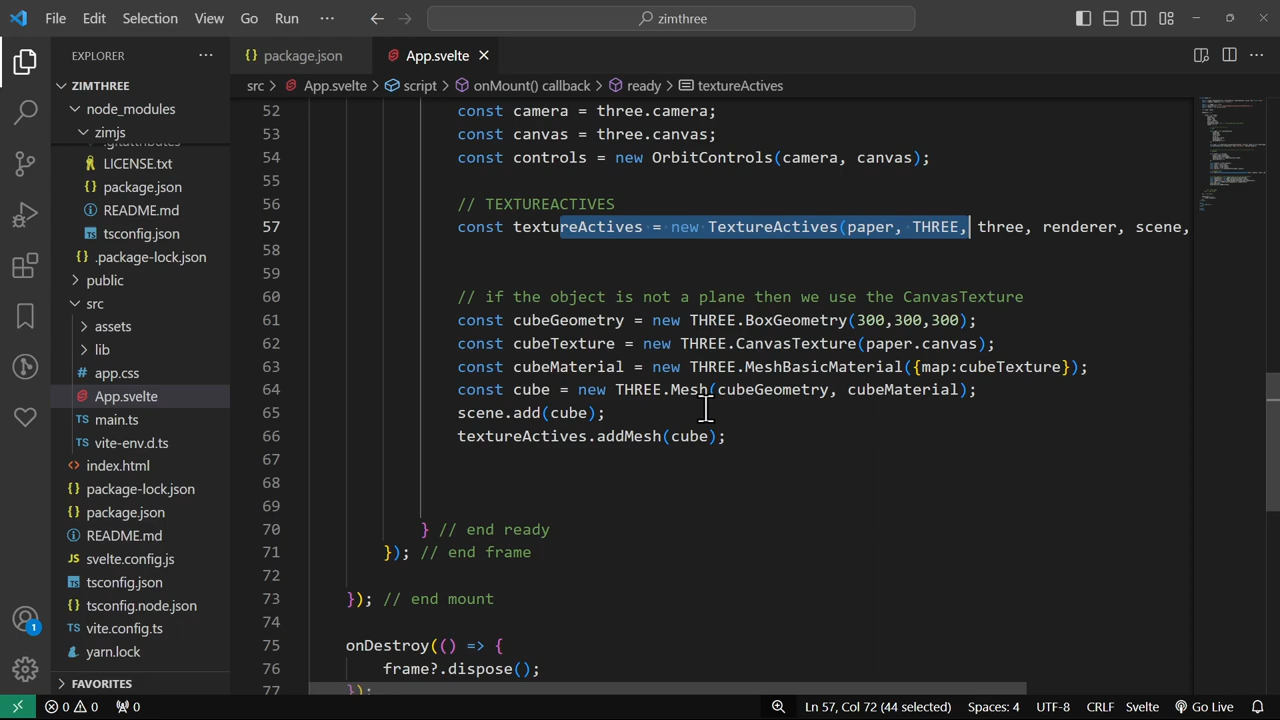 File Edit Selection View Go Run ··· zimthree
EXPLORER ···
package.json App.svelte
ZIMTHREE
src > App.svelte > script > onMount() callback > ready > textureActives
node_modules
zimjs
LICENSE.txt
package.json
README.md
tsconfig.json
.package-lock.json
public
src
assets
lib
app.css
App.svelte
TS main.ts
TS vite-env.d.ts
index.html
package-lock.json
package.json
README.md
JS svelte.config.js
tsconfig.json
tsconfig.node.json
TS vite.config.ts
yarn.lock
FAVORITES
52 const camera = three.camera;
53 const canvas = three.canvas;
54 const controls = new OrbitControls(camera, canvas);
55
56 // TEXTUREACTIVES
57 const textureActives = new TextureActives(paper, THREE, three, renderer, scene,
58
59
60 // if the object is not a plane then we use the CanvasTexture
61 const cubeGeometry = new THREE.BoxGeometry(300,300,300);
62 const cubeTexture = new THREE.CanvasTexture(paper.canvas);
63 const cubeMaterial = new THREE.MeshBasicMaterial({map:cubeTexture});
64 const cube = new THREE.Mesh(cubeGeometry, cubeMaterial);
65 scene.add(cube);
66 textureActives.addMesh(cube);
67
68
69
70 } // end ready
71 }); // end frame
72
73 }); // end mount
74
75 onDestroy(() => {
76 frame?.dispose();
77 });
1
0 0 0 Ln 57, Col 72 (44 selected) Spaces: 4 UTF-8 CRLF Svelte Go Live